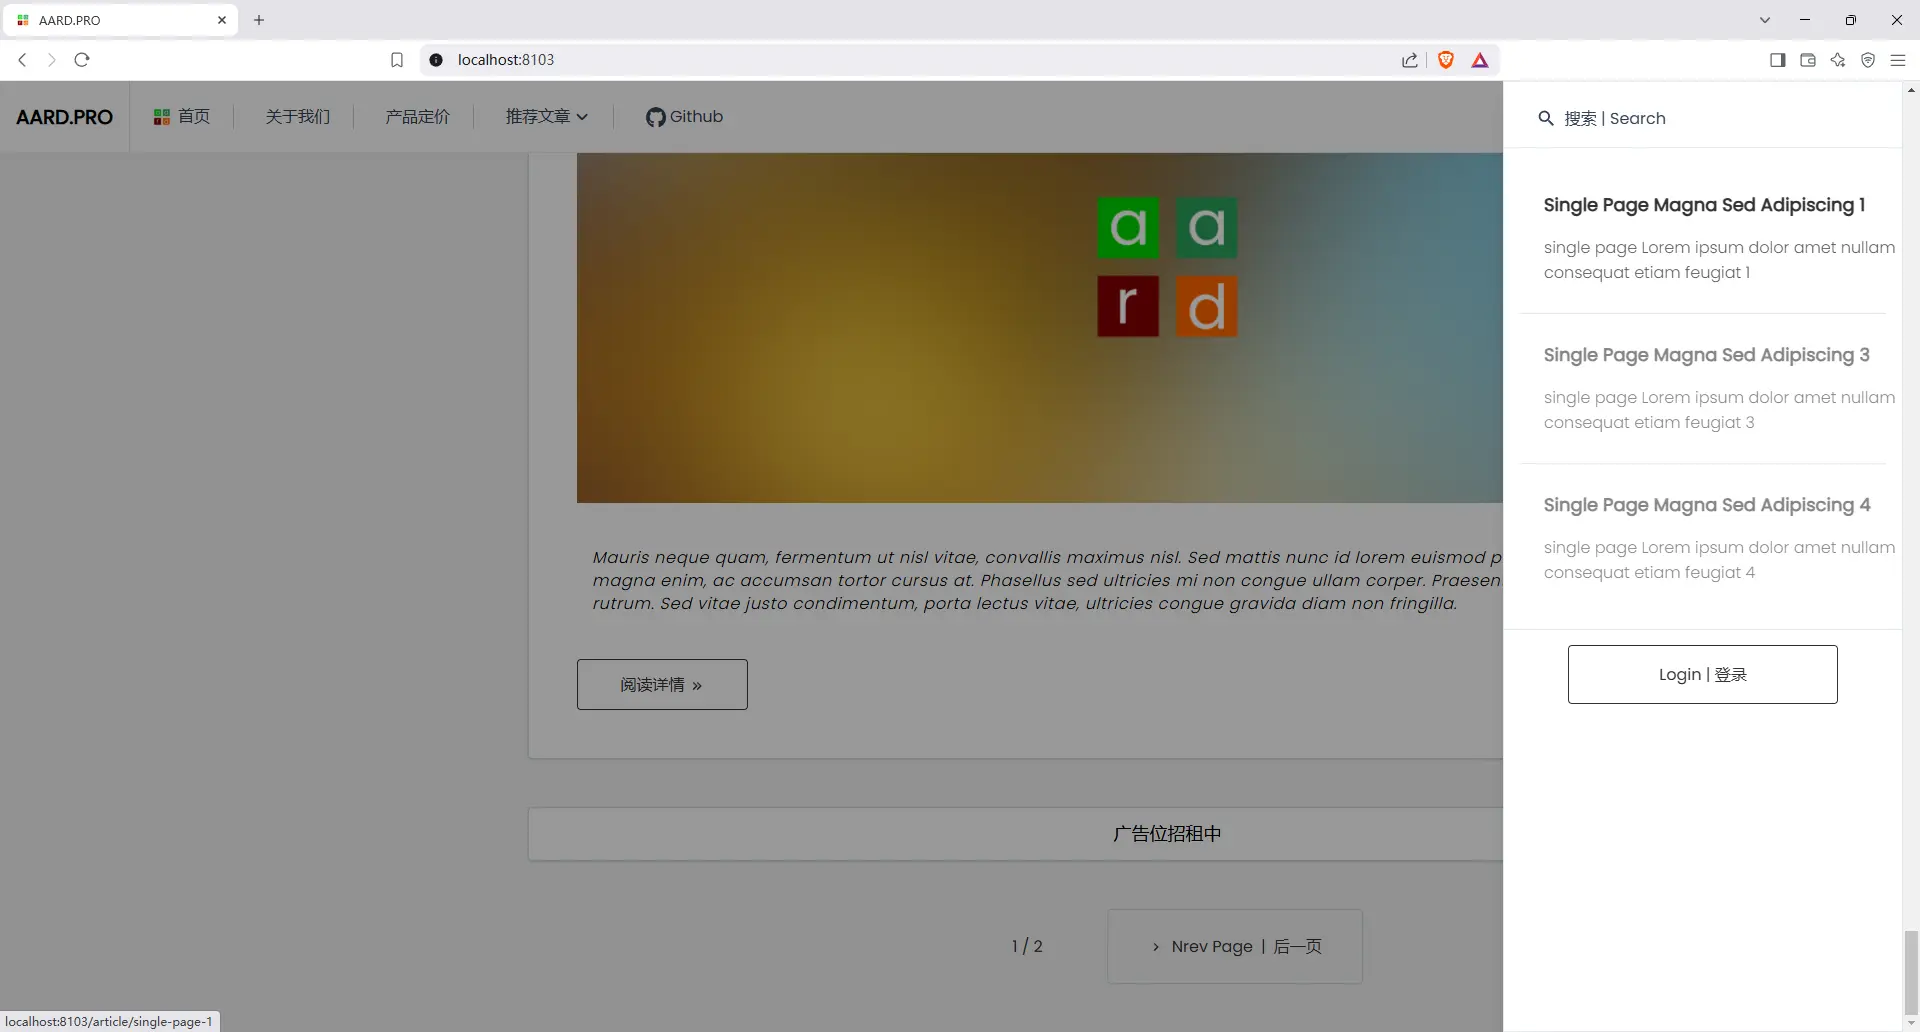 AARD.PRO
localhost:8103
AARD.PRO
首页
关于我们
产品定价
推荐文章
Github
a a
r d
Mauris neque quam, fermentum ut nisl vitae, convallis maximus nisl. Sed mattis nunc id lorem euismod p
magna enim, ac accumsan tortor cursus at. Phasellus sed ultricies mi non congue ullam corper. Praesen
rutrum. Sed vitae justo condimentum, porta lectus vitae, ultricies congue gravida diam non fringilla.
阅读详情 »
广告位招租中
1 / 2
› Nrev Page | 后一页
搜索 | Search
Single Page Magna Sed Adipiscing 1
single page Lorem ipsum dolor amet nullam
consequat etiam feugiat 1
Single Page Magna Sed Adipiscing 3
single page Lorem ipsum dolor amet nullam
consequat etiam feugiat 3
Single Page Magna Sed Adipiscing 4
single page Lorem ipsum dolor amet nullam
consequat etiam feugiat 4
Login | 登录
localhost:8103/article/single-page-1